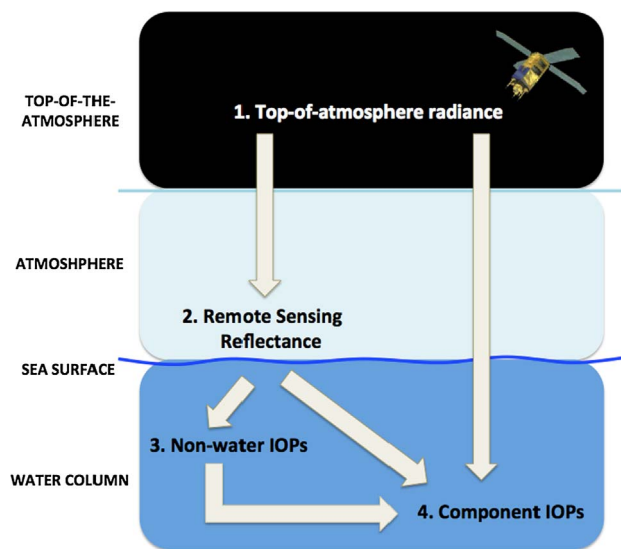 TOP-OF-THE-
ATMOSPHERE
1. Top-of-atmosphere radiance
ATMOSHPHERE
2. Remote Sensing
Reflectance
SEA SURFACE
3. Non-water IOPs
WATER COLUMN
4. Component IOPs